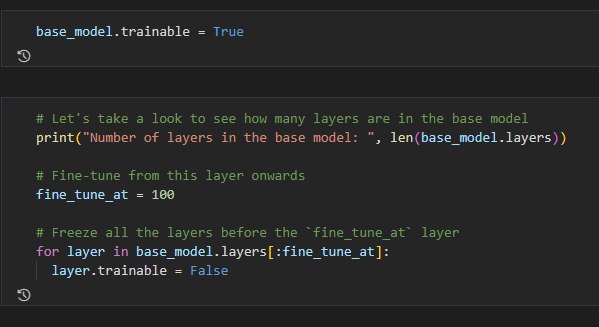 base_model.trainable = True
# Let's take a look to see how many layers are in the base model
print("Number of layers in the base model: ", len(base_model.layers))
# Fine-tune from this layer onwards
fine_tune_at = 100
# Freeze all the layers before the `fine_tune_at` layer
for layer in base_model.layers[:fine_tune_at]:
  layer.trainable = False